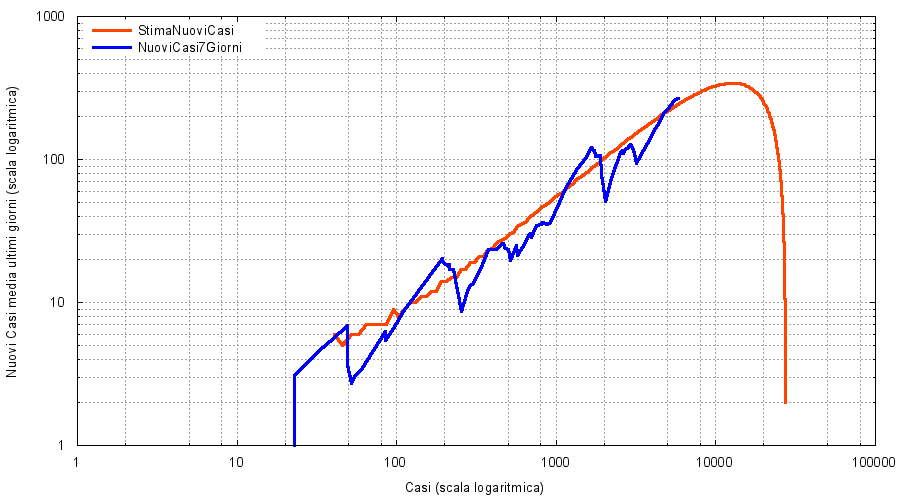 1000
StimaNuoviCasi
NuoviCasi7Giorni
100
10
1
Nuovi Casi media ultimi giorni (scala logaritmica)
1 10 100 1000 10000 100000
Casi (scala logaritmica)